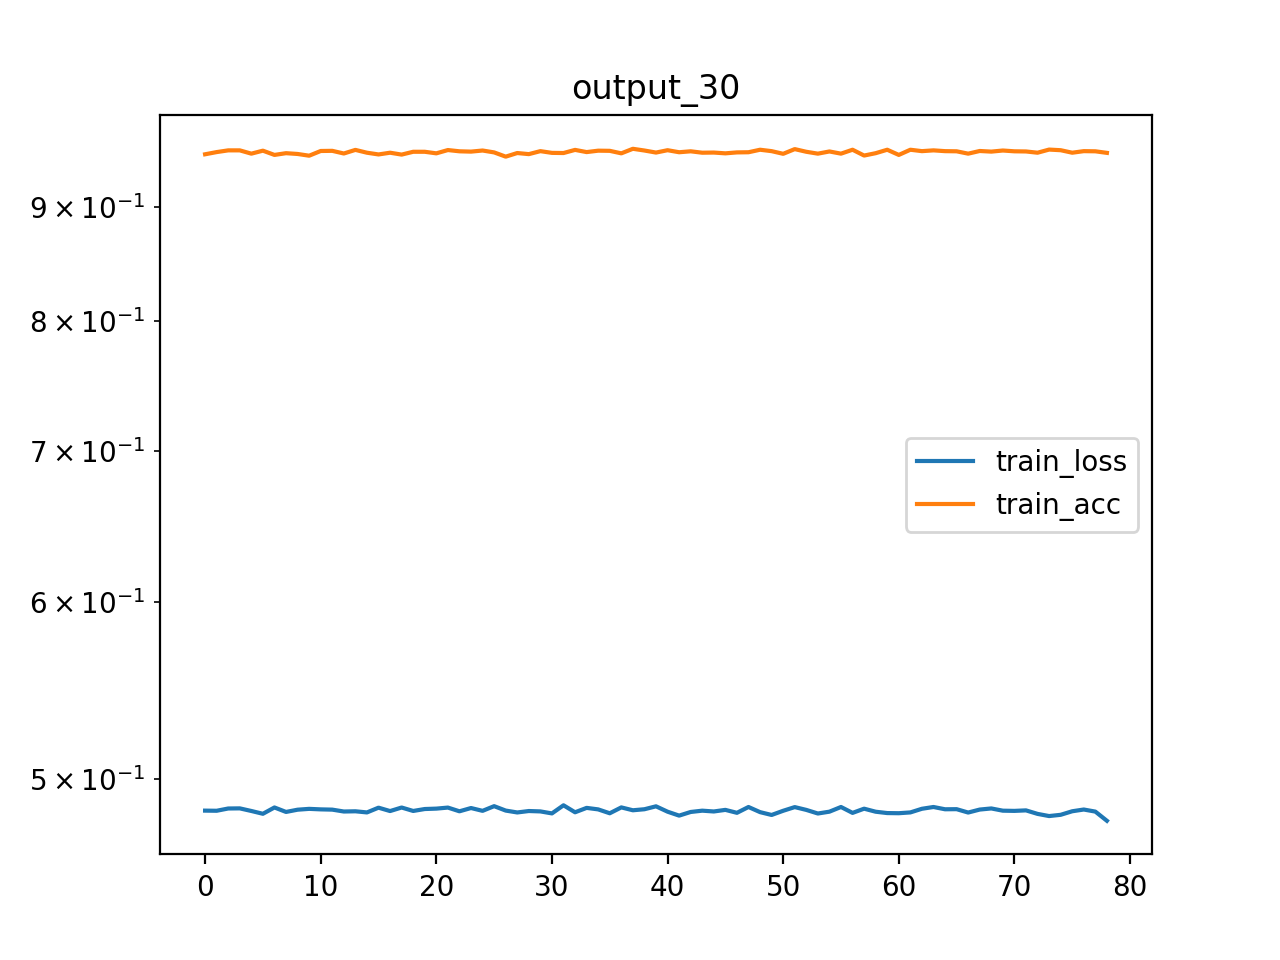 output_30
9 × 10⁻¹
8 × 10⁻¹
7 × 10⁻¹
6 × 10⁻¹
5 × 10⁻¹
train_loss
train_acc
0 10 20 30 40 50 60 70 80